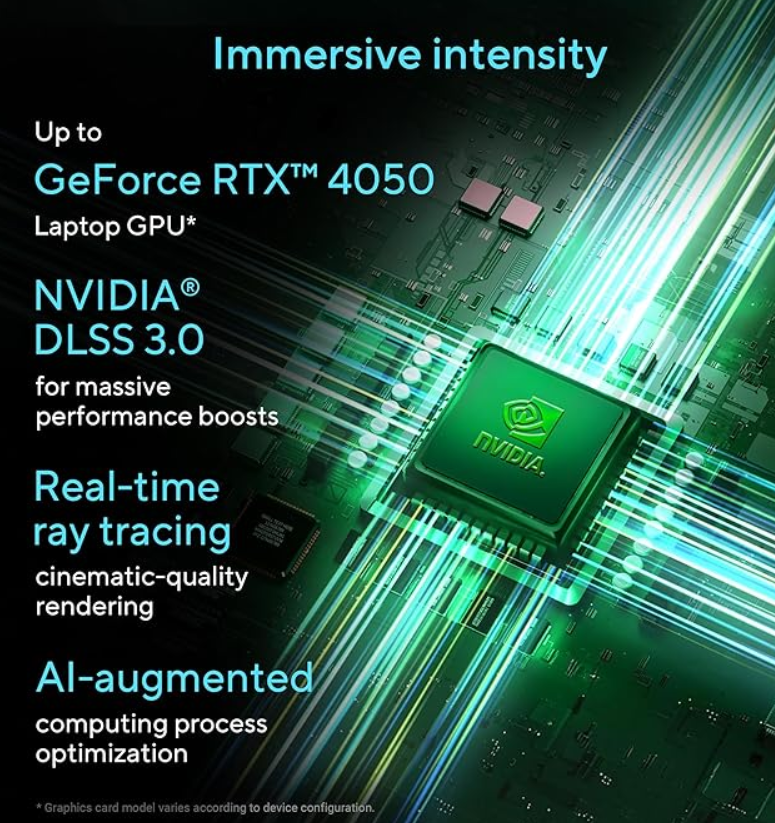 Immersive intensity
Up to
GeForce RTX™ 4050
Laptop GPU*
NVIDIA®
DLSS 3.0
for massive
performance boosts
Real-time
ray tracing
cinematic-quality
rendering
AI-augmented
computing process
optimization
NVIDIA.
* Graphics card model varies according to device configuration.